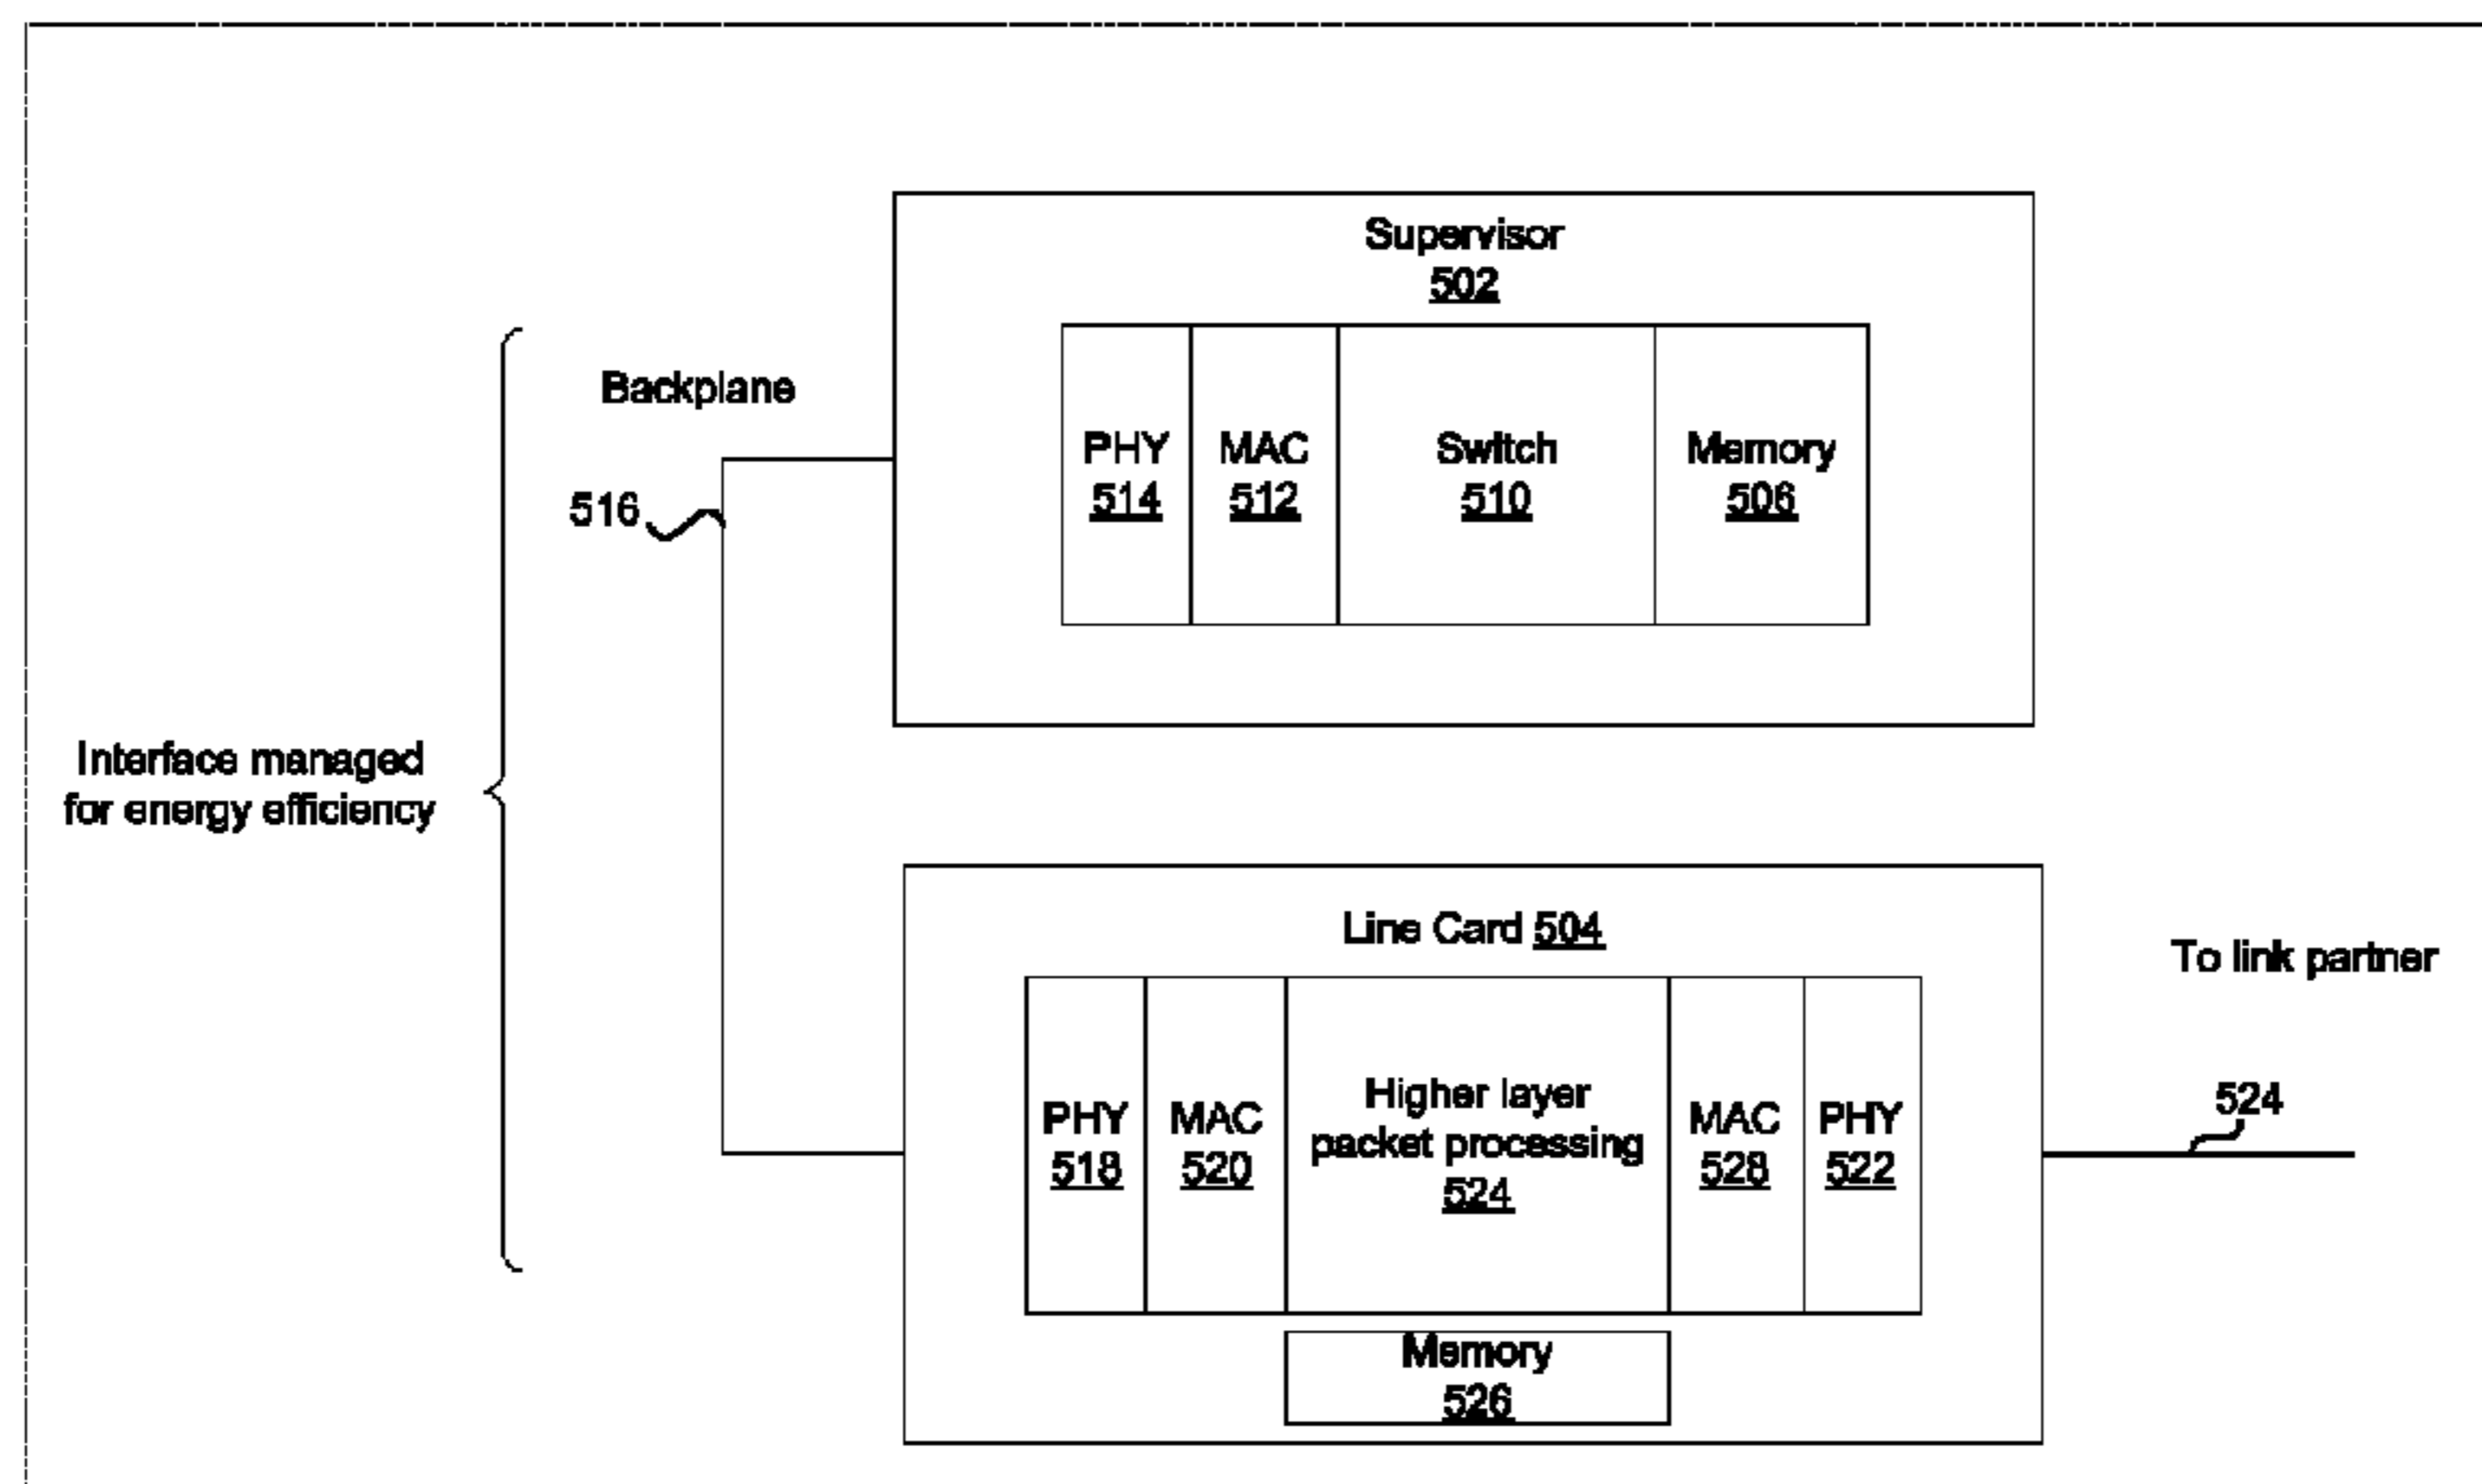 Supervisor
502
Backplane
516
PHY
514
MAC
512
Switch
510
Memory
506
Interface managed
for energy efficiency
Line Card 504
To link partner
524
PHY
518
MAC
520
Higher layer
packet processing
524
MAC
528
PHY
522
Memory
526